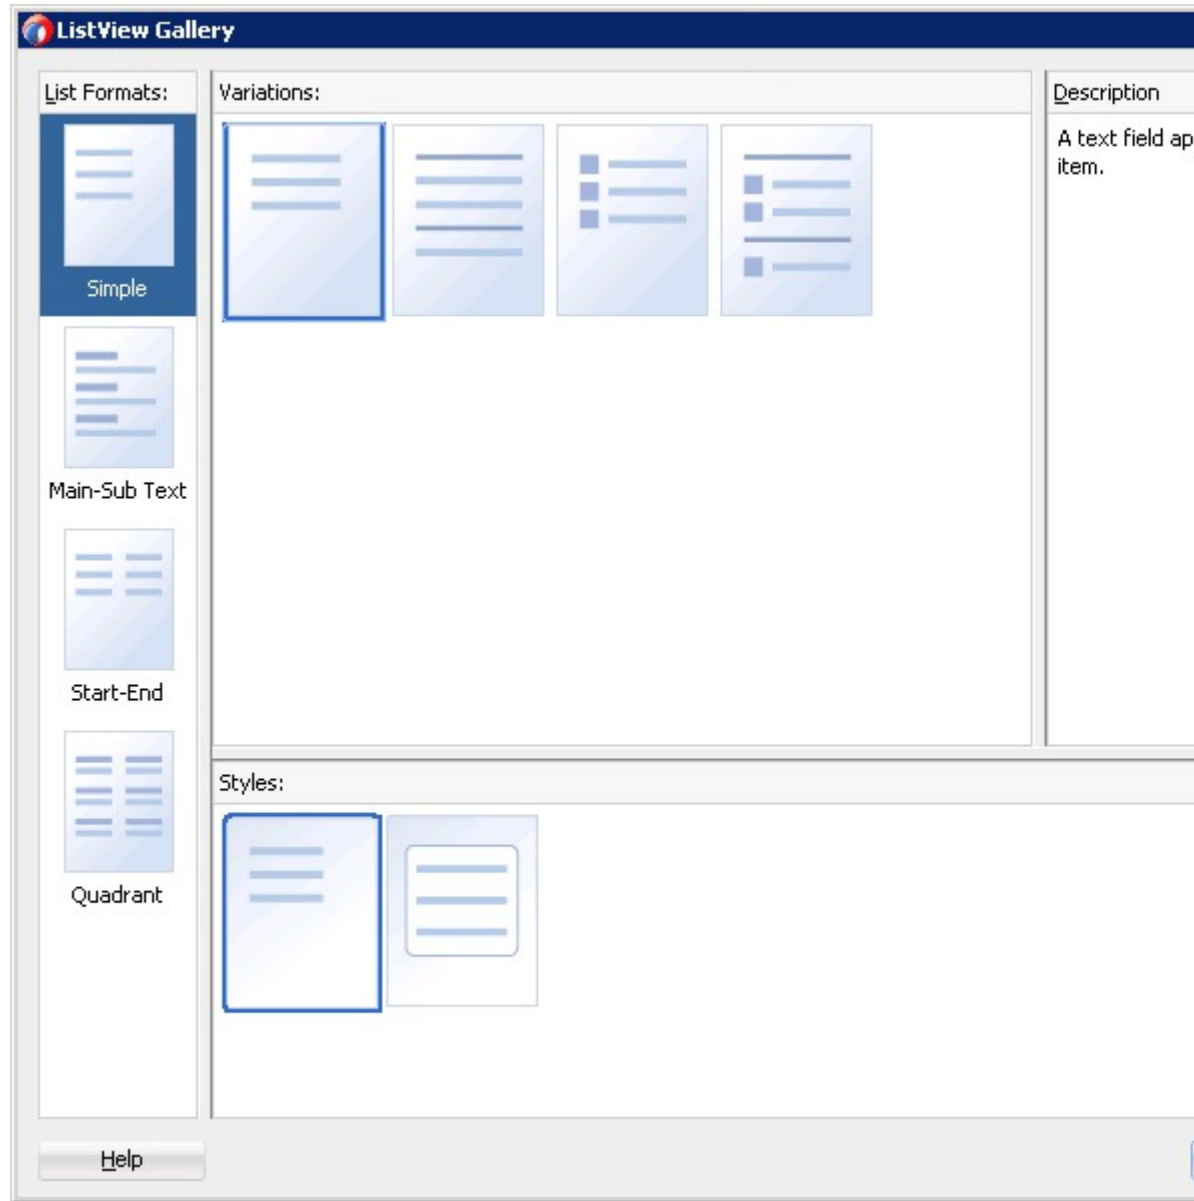 ListView Gallery
List Formats:
Variations:
Description
A text field ap
item.
Simple
Main-Sub Text
Start-End
Quadrant
Styles:
Help